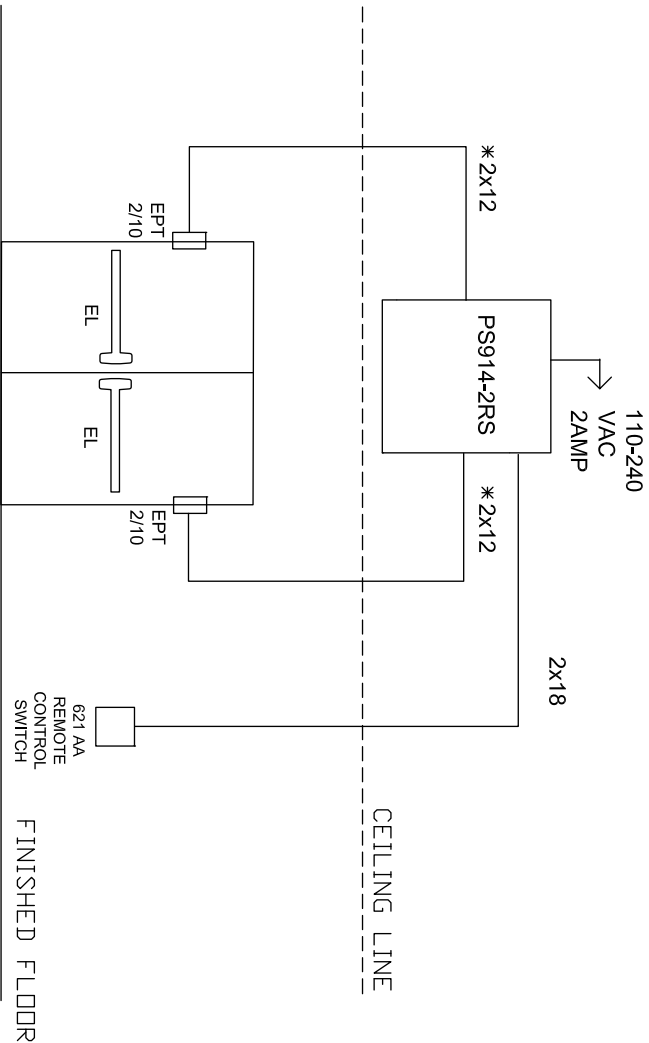 110-240
VAC
2AMP
PS914-2RS
*2x12
*2x12
2x18
CEILING LINE
EPT
2/10
EL
EL
EPT
2/10
621 AA
REMOTE
CONTROL
SWITCH
FINISHED FLOOR